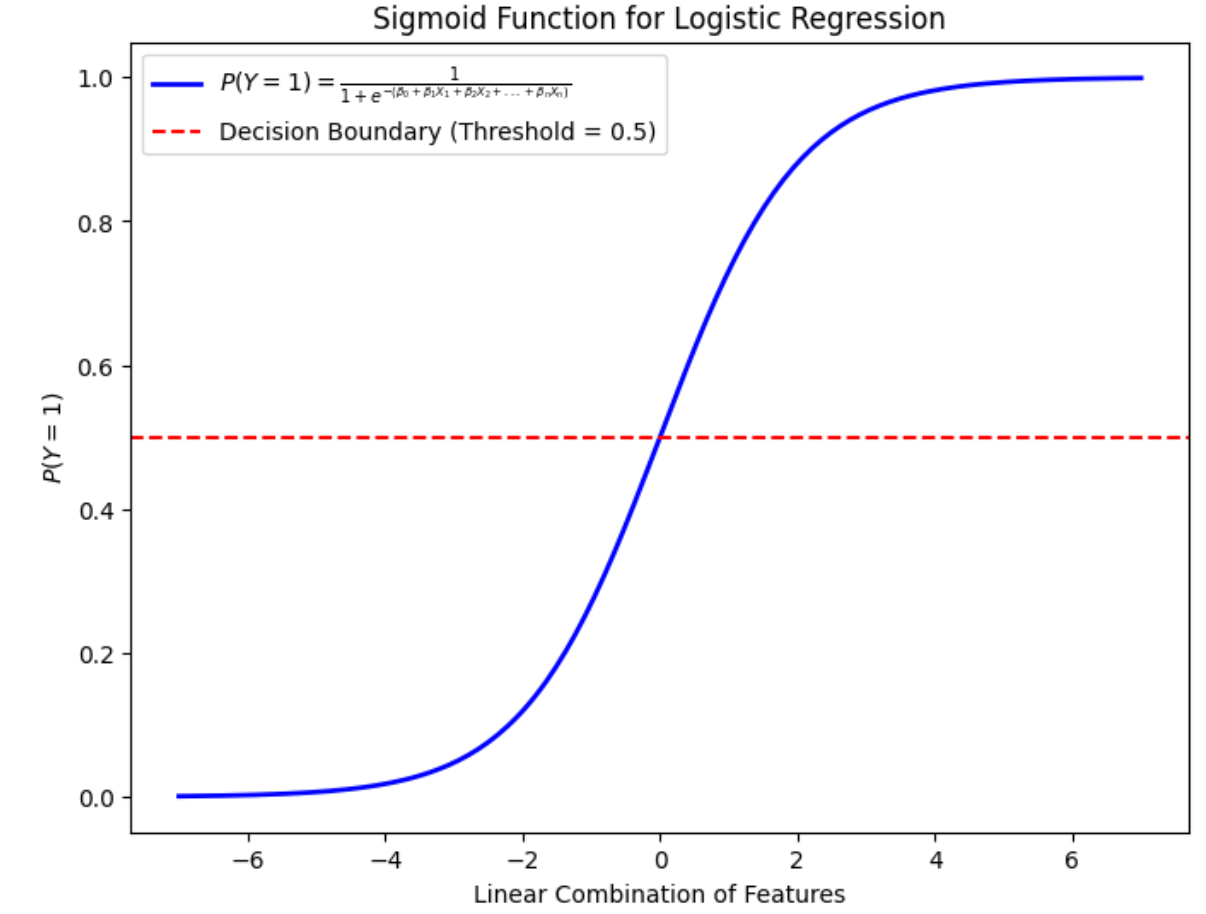 Sigmoid Function for Logistic Regression
P(Y = 1) = 1 / (1 + e^−(β₀ + β₁X₁ + β₂X₂ + . . . + βₙXₙ))
Decision Boundary (Threshold = 0.5)
1.0
0.8
0.6
0.4
0.2
0.0
P(Y = 1)
−6 −4 −2 0 2 4 6
Linear Combination of Features